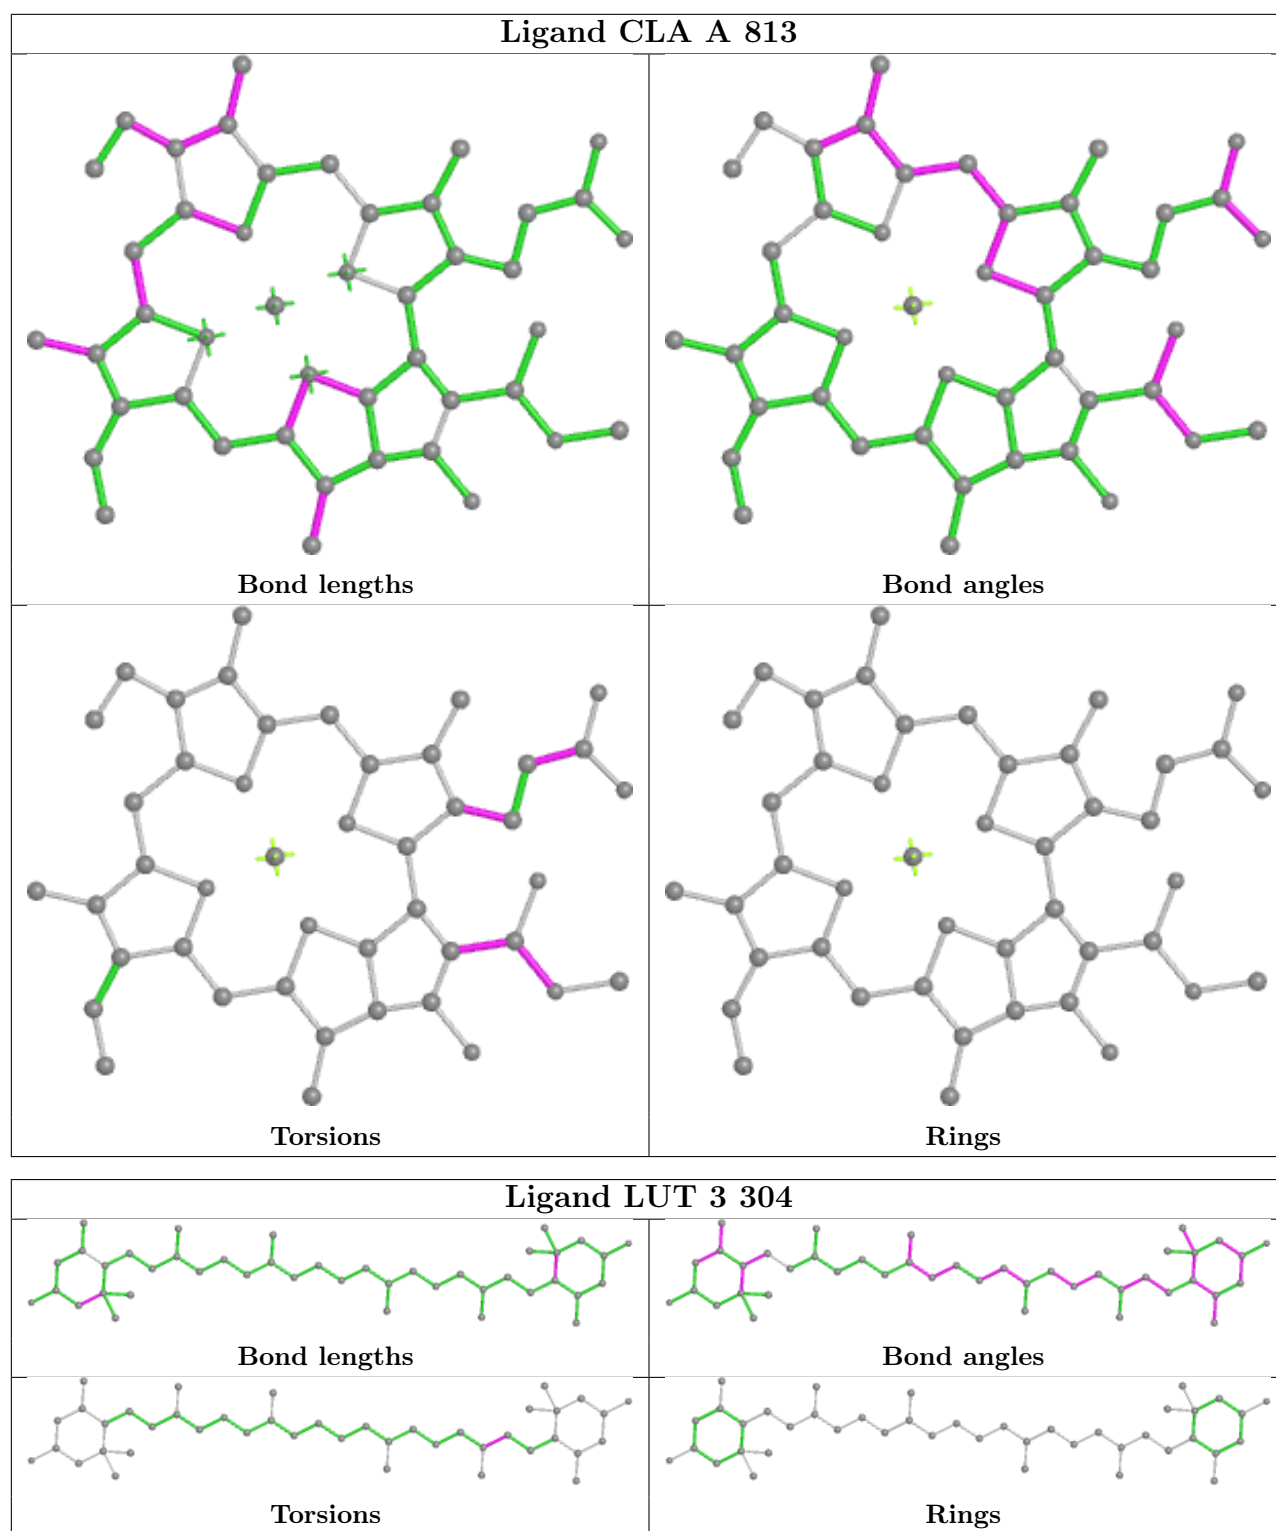 Ligand CLA A 813
Bond lengths
Bond angles
Torsions
Rings
Ligand LUT 3 304
Bond lengths
Bond angles
Torsions
Rings